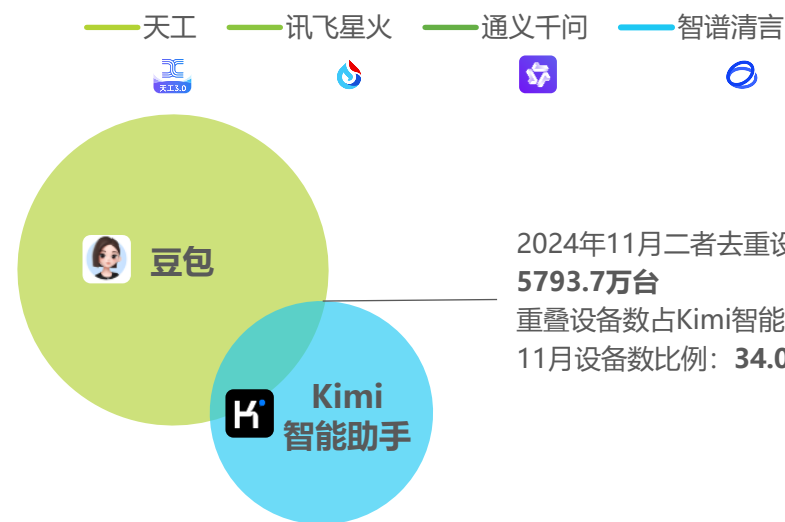 天工 讯飞星火 通义千问 智谱清言
天工3.0
豆包
2024年11月二者去重设
5793.7万台
重叠设备数占Kimi智能
11月设备数比例：34.0
Kimi
智能助手